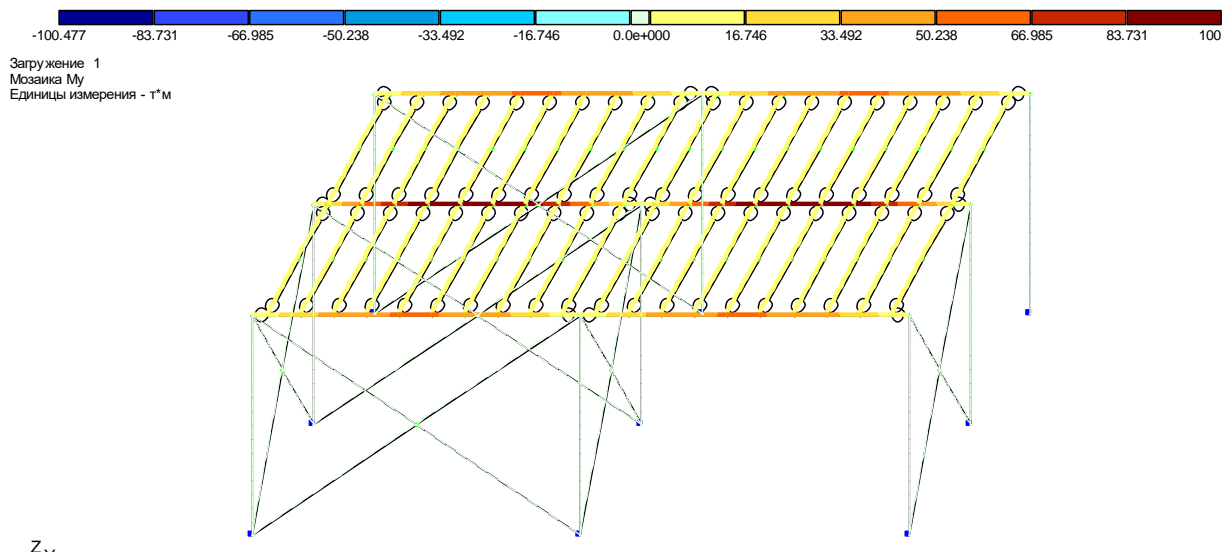 -100.477 -83.731 -66.985 -50.238 -33.492 -16.746 0.0e+000 16.746 33.492 50.238 66.985 83.731 100
Загружение 1
Мозаика My
Единицы измерения - т*м
Z